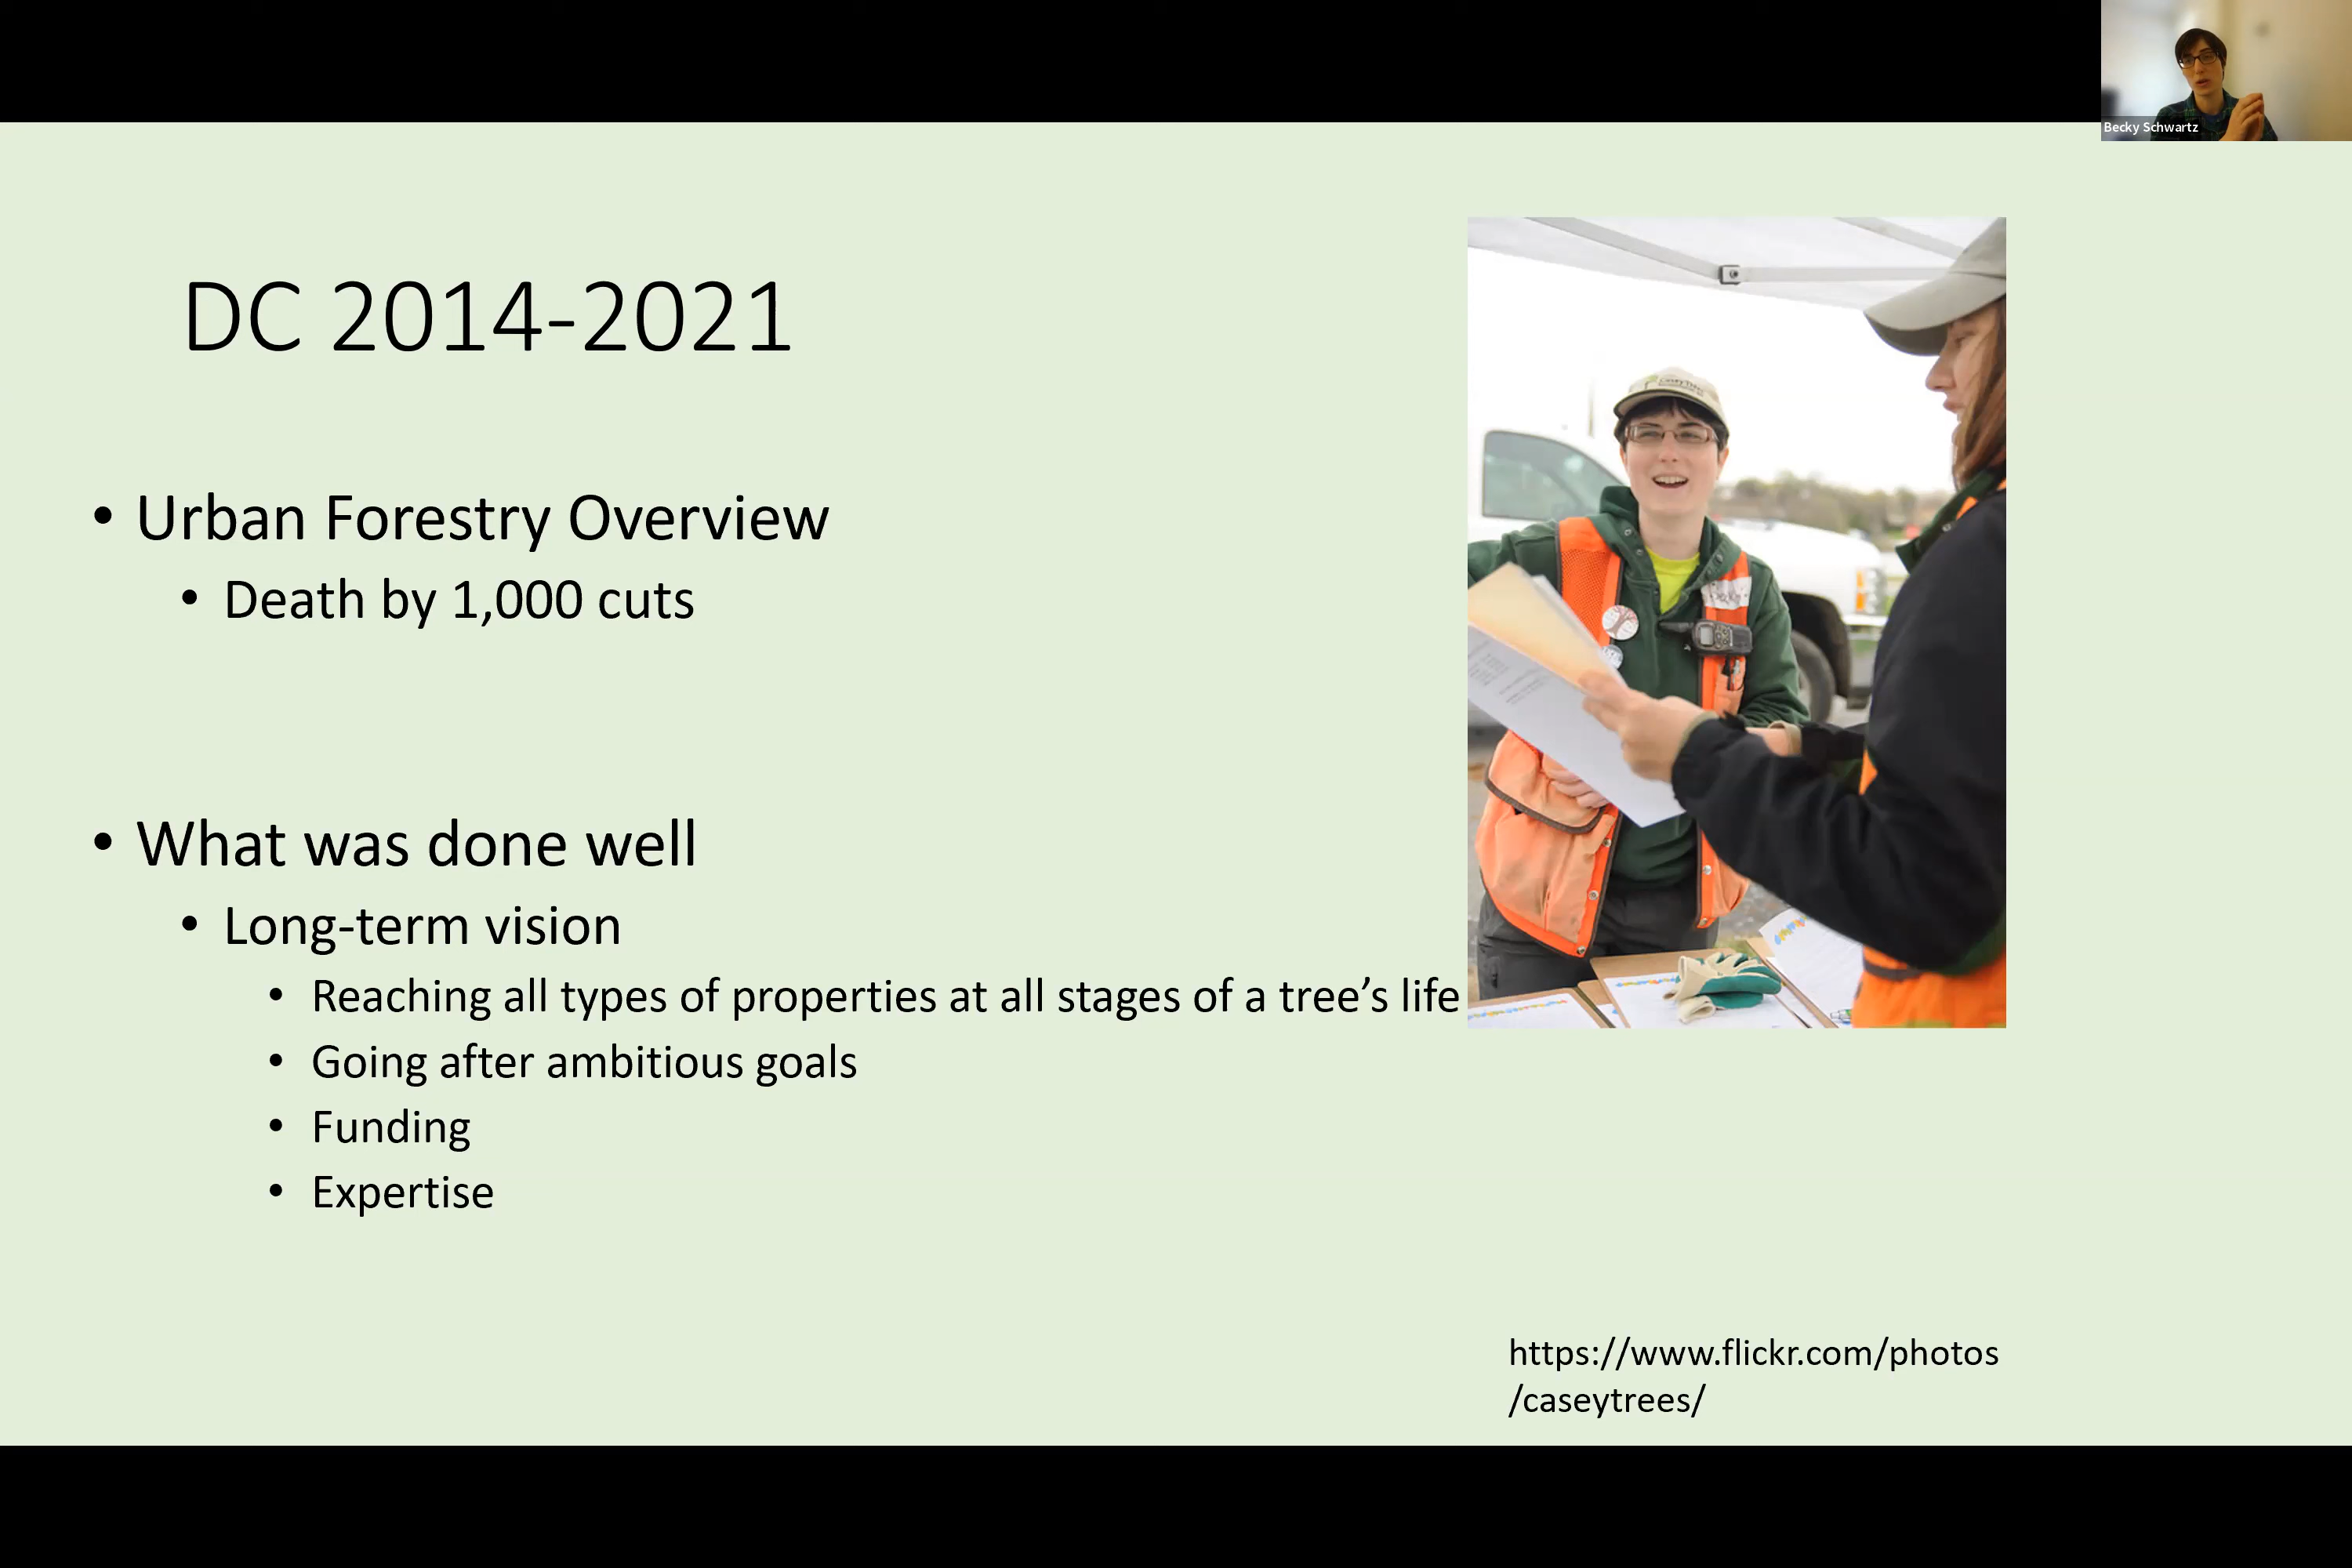 Becky Schwartz
DC 2014-2021
• Urban Forestry Overview
• Death by 1,000 cuts
• What was done well
• Long-term vision
• Reaching all types of properties at all stages of a tree’s life
• Going after ambitious goals
• Funding
• Expertise
Casey Trees
https://www.flickr.com/photos
/caseytrees/